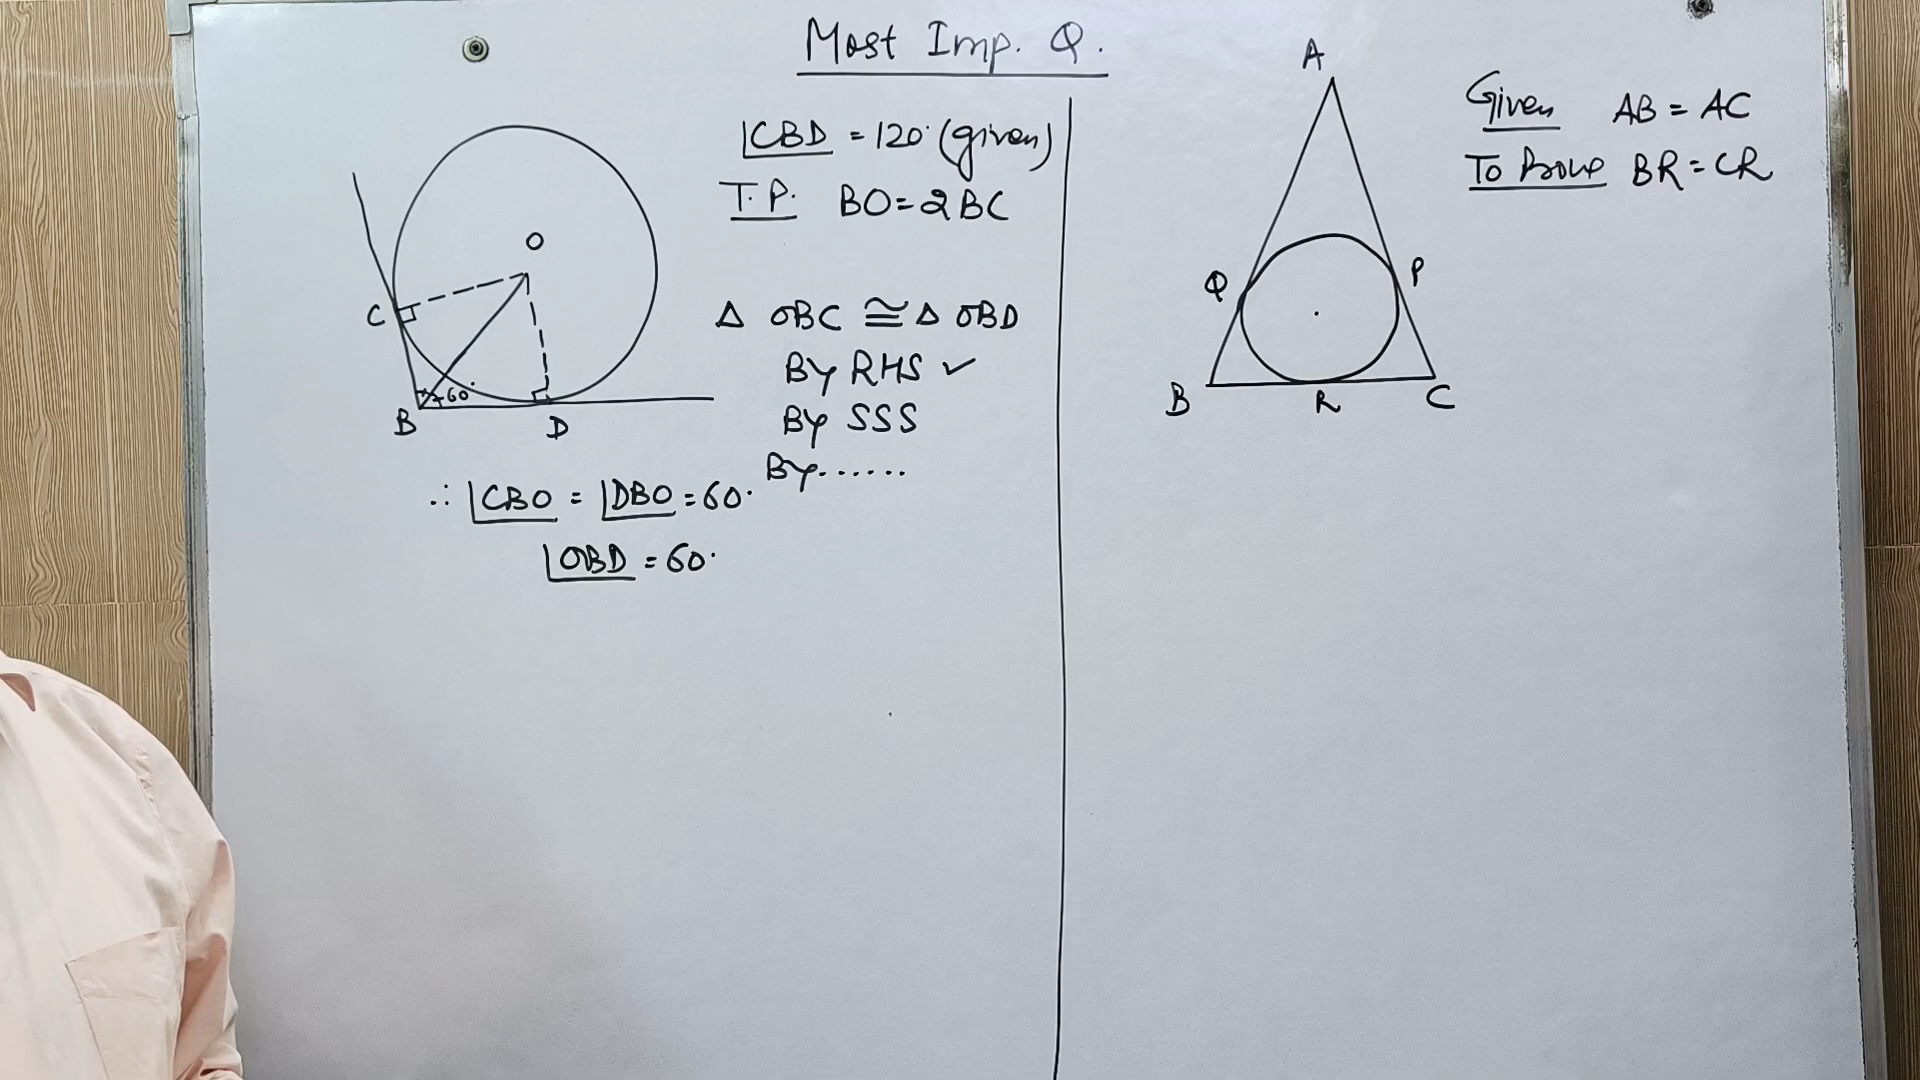 Most Imp. Q.
∠CBD = 120° (given)
T.P. BO = 2BC
O
C
60°
B
D
Δ OBC ≅ Δ OBD
By RHS ✓
By SSS
By......
∴ ∠CBO = ∠DBO = 60°
∠OBD = 60°
A
Given AB = AC
To Prove BR = CR
Q
P
B
R
C